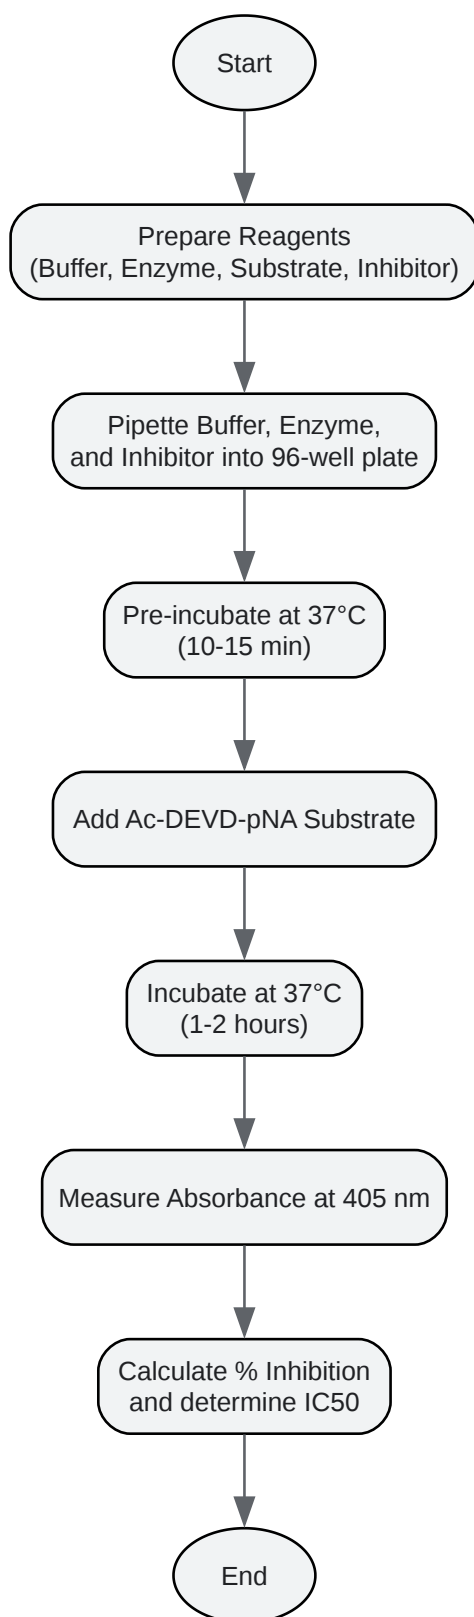 Start
Prepare Reagents
(Buffer, Enzyme, Substrate, Inhibitor)
Pipette Buffer, Enzyme,
and Inhibitor into 96-well plate
Pre-incubate at 37°C
(10-15 min)
Add Ac-DEVD-pNA Substrate
Incubate at 37°C
(1-2 hours)
Measure Absorbance at 405 nm
Calculate % Inhibition
and determine IC50
End